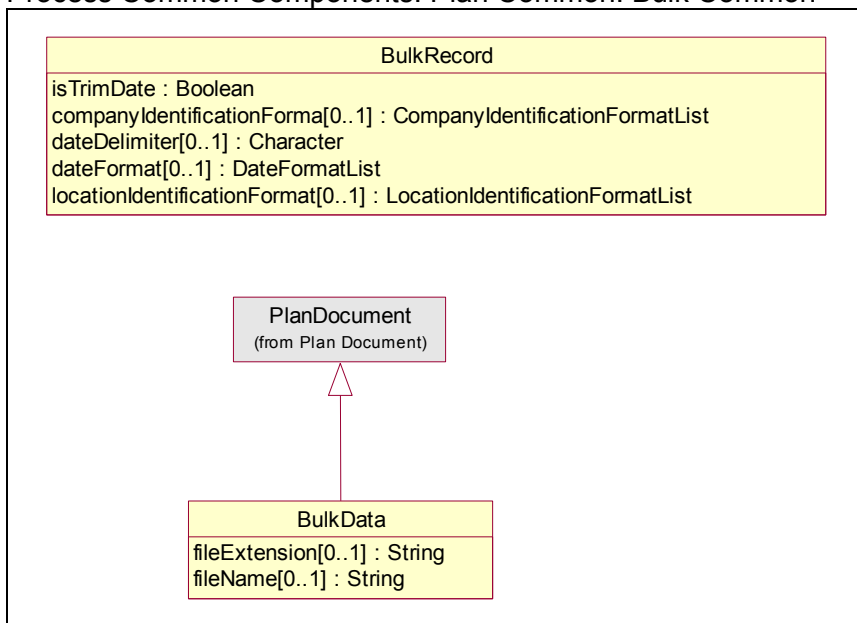 Process Common Components: Plan Common: Bulk Common
BulkRecord
isTrimDate : Boolean
companyIdentificationForma[0..1] : CompanyIdentificationFormatList
dateDelimiter[0..1] : Character
dateFormat[0..1] : DateFormatList
locationIdentificationFormat[0..1] : LocationIdentificationFormatList
PlanDocument
(from Plan Document)
BulkData
fileExtension[0..1] : String
fileName[0..1] : String